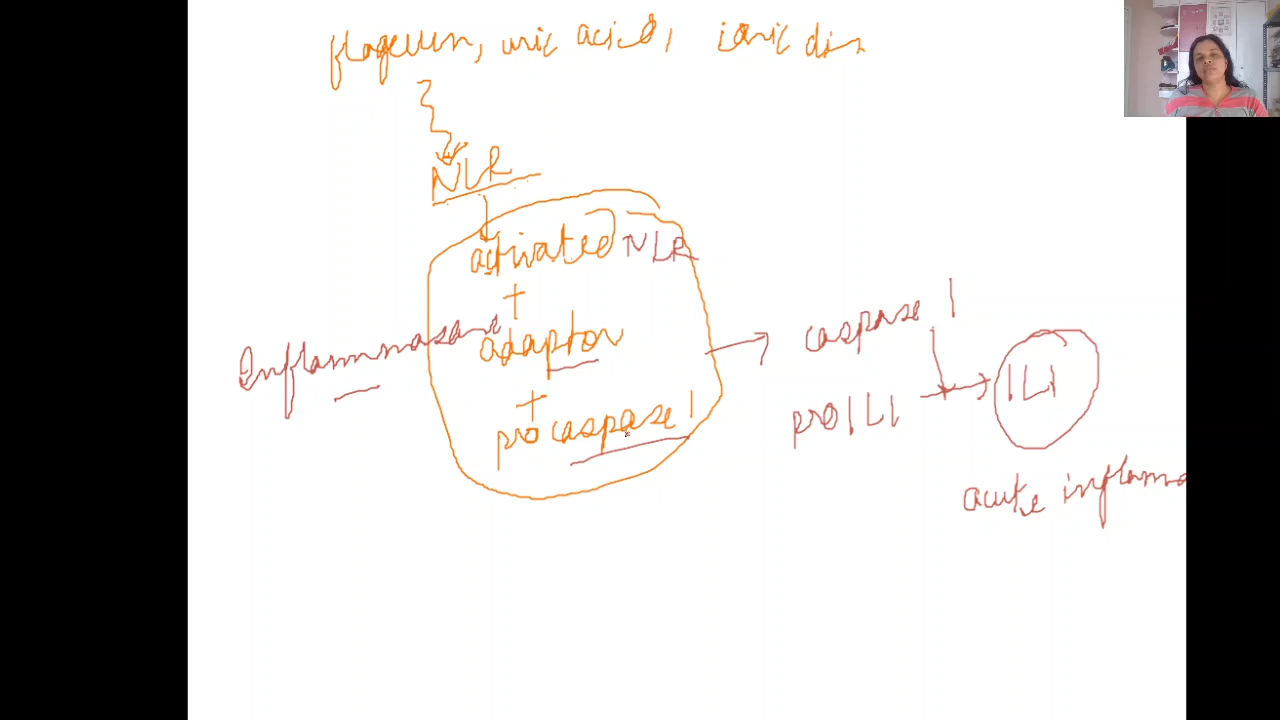 flagellin, uric acid, ionic dis
NLR
activated NLR
+
adaptor
+
procaspase 1
Inflammasome
caspase 1
pro IL1
IL1
acute inflamma